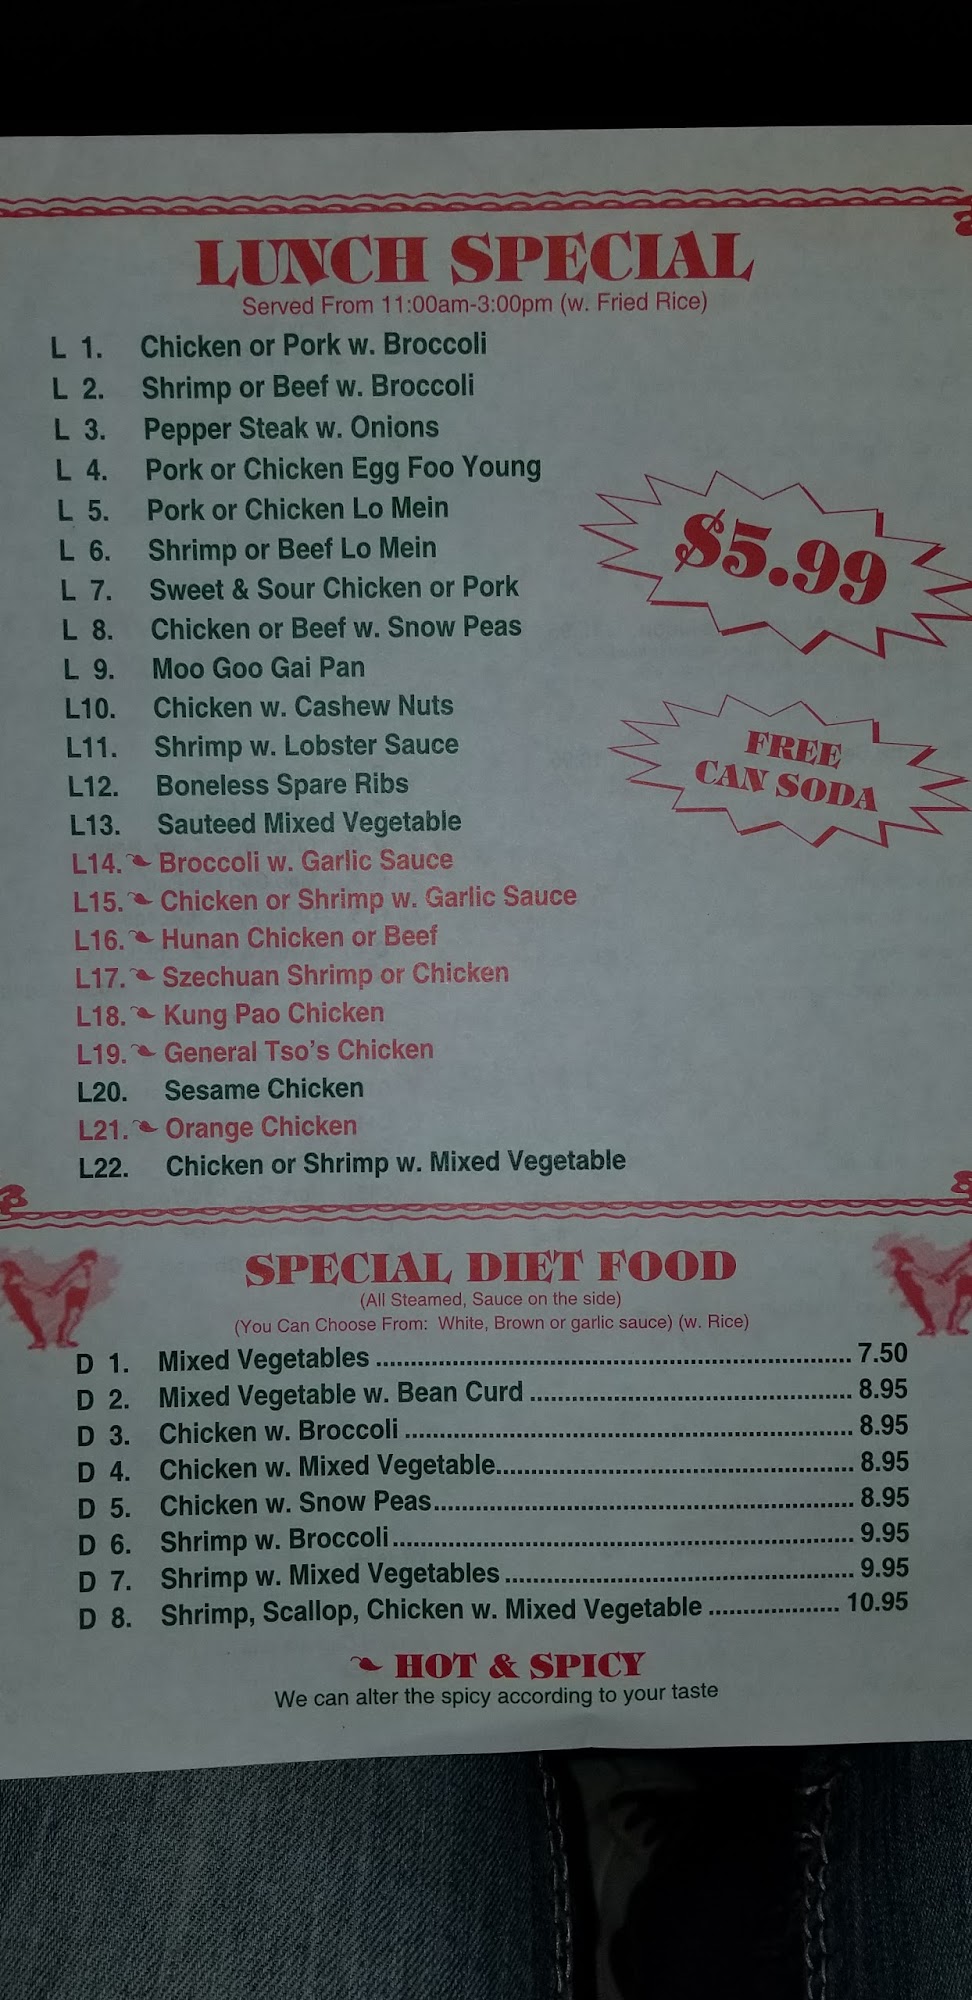 LUNCH SPECIAL
Served From 11:00am-3:00pm (w. Fried Rice)
L 1. Chicken or Pork w. Broccoli
L 2. Shrimp or Beef w. Broccoli
L 3. Pepper Steak w. Onions
L 4. Pork or Chicken Egg Foo Young
L 5. Pork or Chicken Lo Mein
L 6. Shrimp or Beef Lo Mein
L 7. Sweet & Sour Chicken or Pork
L 8. Chicken or Beef w. Snow Peas
L 9. Moo Goo Gai Pan
L10. Chicken w. Cashew Nuts
L11. Shrimp w. Lobster Sauce
L12. Boneless Spare Ribs
L13. Sauteed Mixed Vegetable
L14. Broccoli w. Garlic Sauce
L15. Chicken or Shrimp w. Garlic Sauce
L16. Hunan Chicken or Beef
L17. Szechuan Shrimp or Chicken
L18. Kung Pao Chicken
L19. General Tso's Chicken
L20. Sesame Chicken
L21. Orange Chicken
L22. Chicken or Shrimp w. Mixed Vegetable
$5.99
FREE
CAN SODA
SPECIAL DIET FOOD
(All Steamed, Sauce on the side)
(You Can Choose From: White, Brown or garlic sauce) (w. Rice)
D 1. Mixed Vegetables ........ 7.50
D 2. Mixed Vegetable w. Bean Curd ........ 8.95
D 3. Chicken w. Broccoli ........ 8.95
D 4. Chicken w. Mixed Vegetable ........ 8.95
D 5. Chicken w. Snow Peas ........ 8.95
D 6. Shrimp w. Broccoli ........ 9.95
D 7. Shrimp w. Mixed Vegetables ........ 9.95
D 8. Shrimp, Scallop, Chicken w. Mixed Vegetable ........ 10.95
HOT & SPICY
We can alter the spicy according to your taste